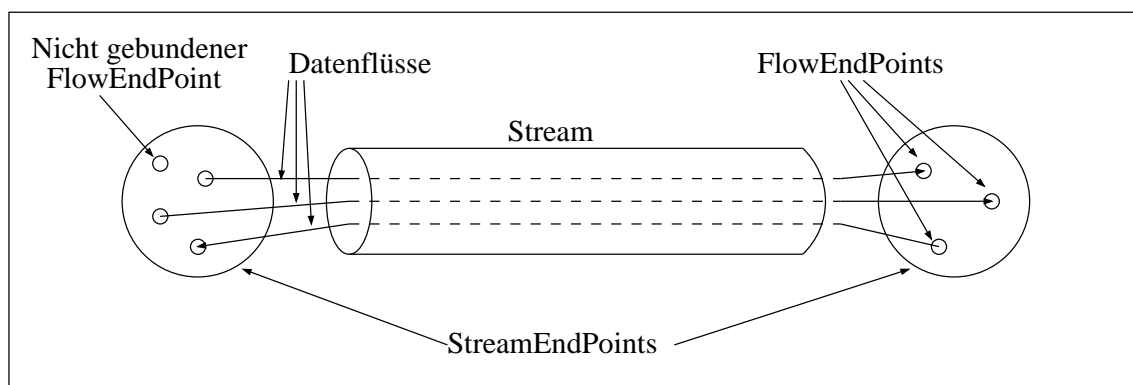 Nicht gebundener
FlowEndPoint
Datenflüsse
FlowEndPoints
Stream
StreamEndPoints